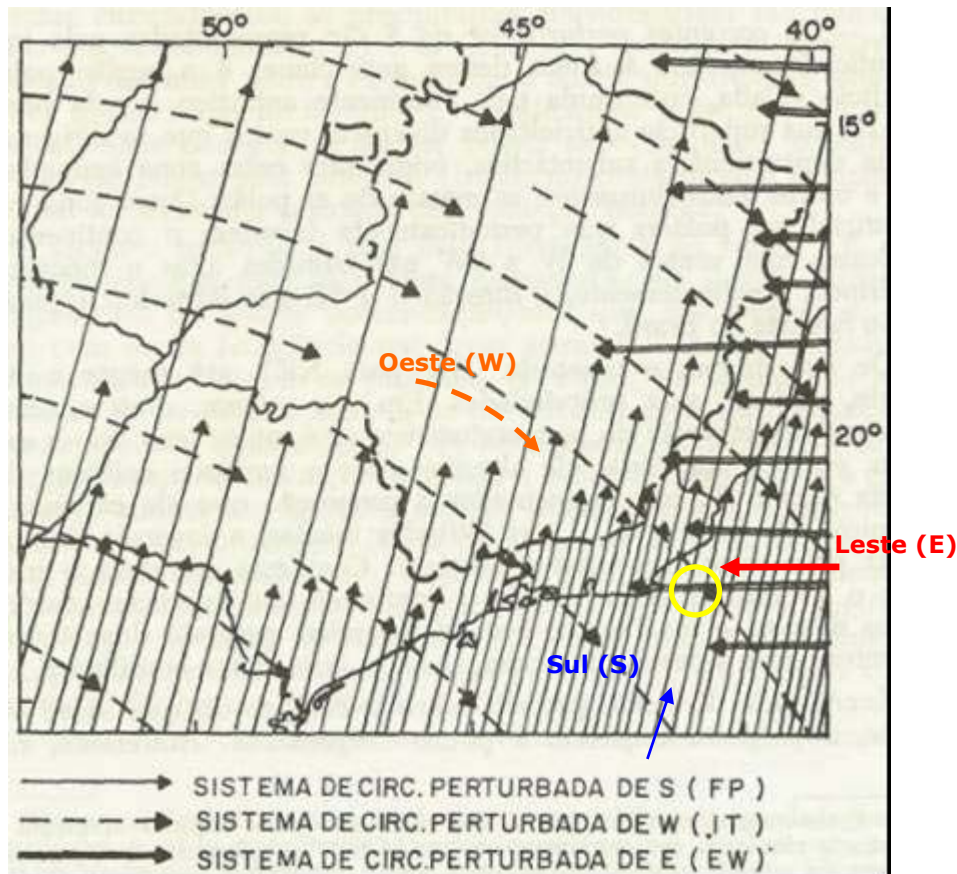 50° 45° 40°
15°
Oeste (W)
20°
Leste (E)
Sul (S)
SISTEMA DE CIRC. PERTURBADA DE S ( FP )
SISTEMA DE CIRC. PERTURBADA DE W ( IT )
SISTEMA DE CIRC. PERTURBADA DE E ( EW )